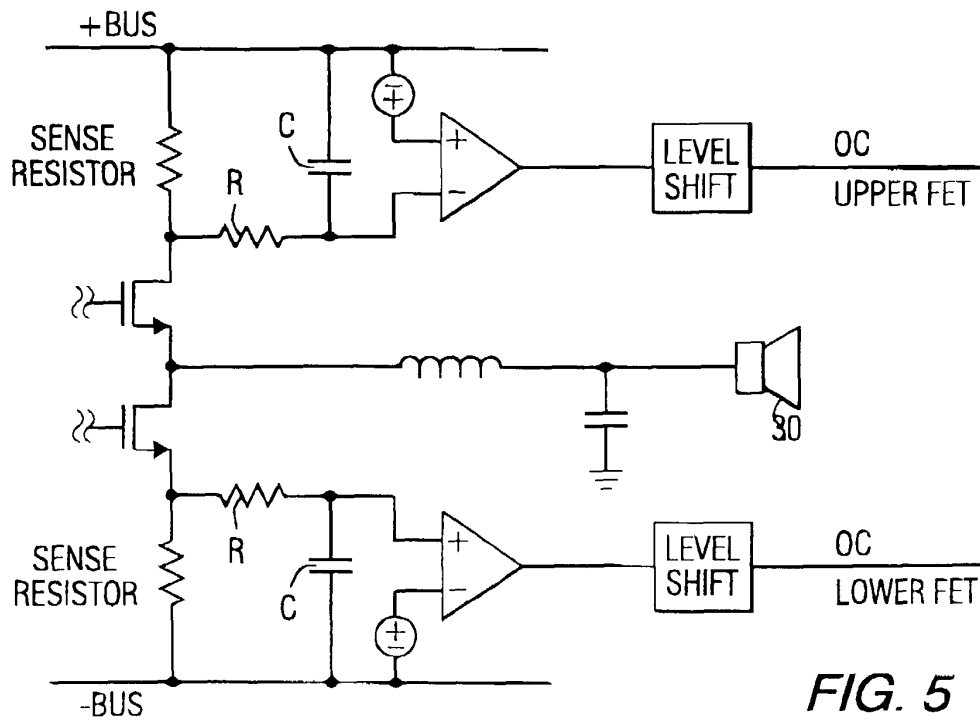 +BUS
SENSE
RESISTOR
R
C
+
−
LEVEL
SHIFT
OC
UPPER FET
30
SENSE
RESISTOR
R
C
+
−
LEVEL
SHIFT
OC
LOWER FET
-BUS
FIG. 5